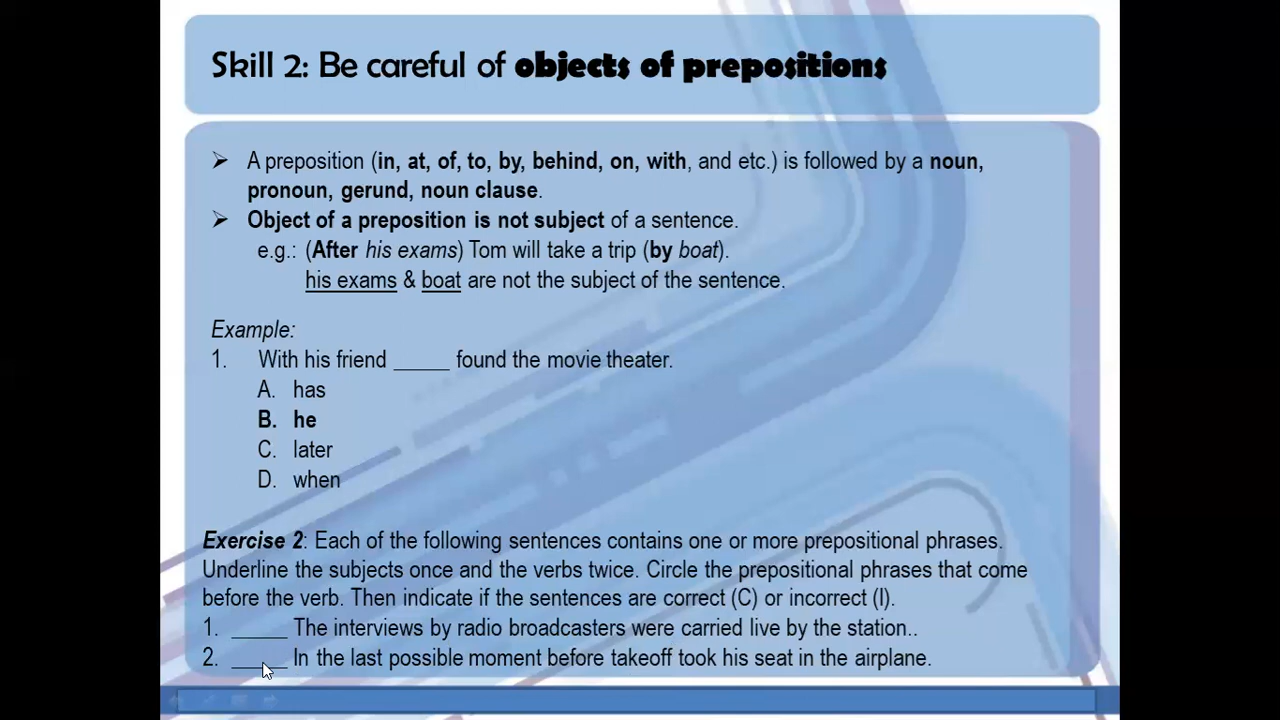 Skill 2: Be careful of objects of prepositions
➢ A preposition (in, at, of, to, by, behind, on, with, and etc.) is followed by a noun,
pronoun, gerund, noun clause.
➢ Object of a preposition is not subject of a sentence.
e.g.: (After his exams) Tom will take a trip (by boat).
his exams & boat are not the subject of the sentence.
Example:
1. With his friend _____ found the movie theater.
A. has
B. he
C. later
D. when
Exercise 2: Each of the following sentences contains one or more prepositional phrases.
Underline the subjects once and the verbs twice. Circle the prepositional phrases that come
before the verb. Then indicate if the sentences are correct (C) or incorrect (I).
1. _____ The interviews by radio broadcasters were carried live by the station..
2. _____ In the last possible moment before takeoff took his seat in the airplane.